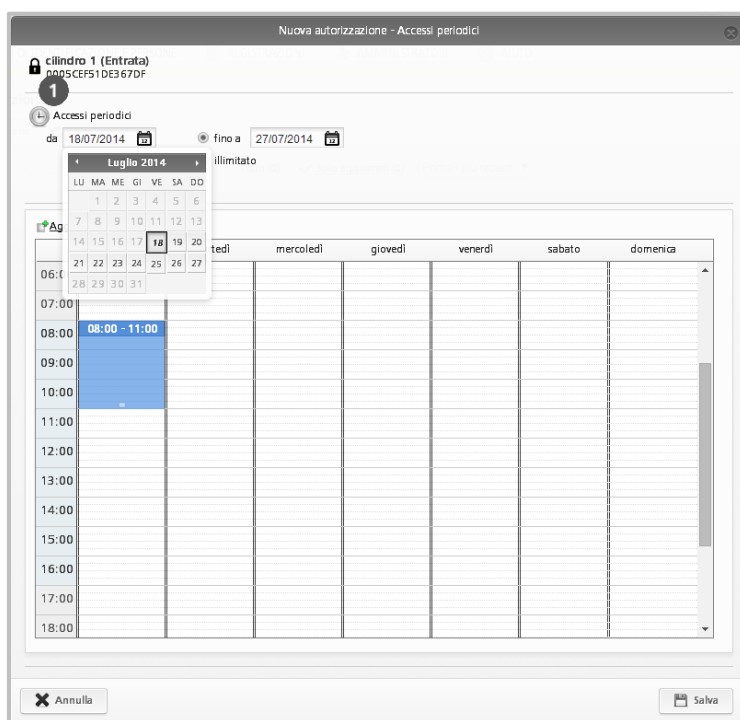 Nuova autorizzazione - Accessi periodici
cilindro 1 (Entrata)
0005CEF51DE367DF
1
Accessi periodici
da 18/07/2014 12 fino a 27/07/2014 12
illimitato
Luglio 2014
LU MA ME GI VE SA DO
1 2 3 4 5 6
7 8 9 10 11 12 13
14 15 16 17 18 19 20
21 22 23 24 25 26 27
28 29 30 31
Ag
tedì mercoledì giovedì venerdì sabato domenica
06:0
07:00
08:00 08:00 - 11:00
09:00
10:00
11:00
12:00
13:00
14:00
15:00
16:00
17:00
18:00
Annulla Salva